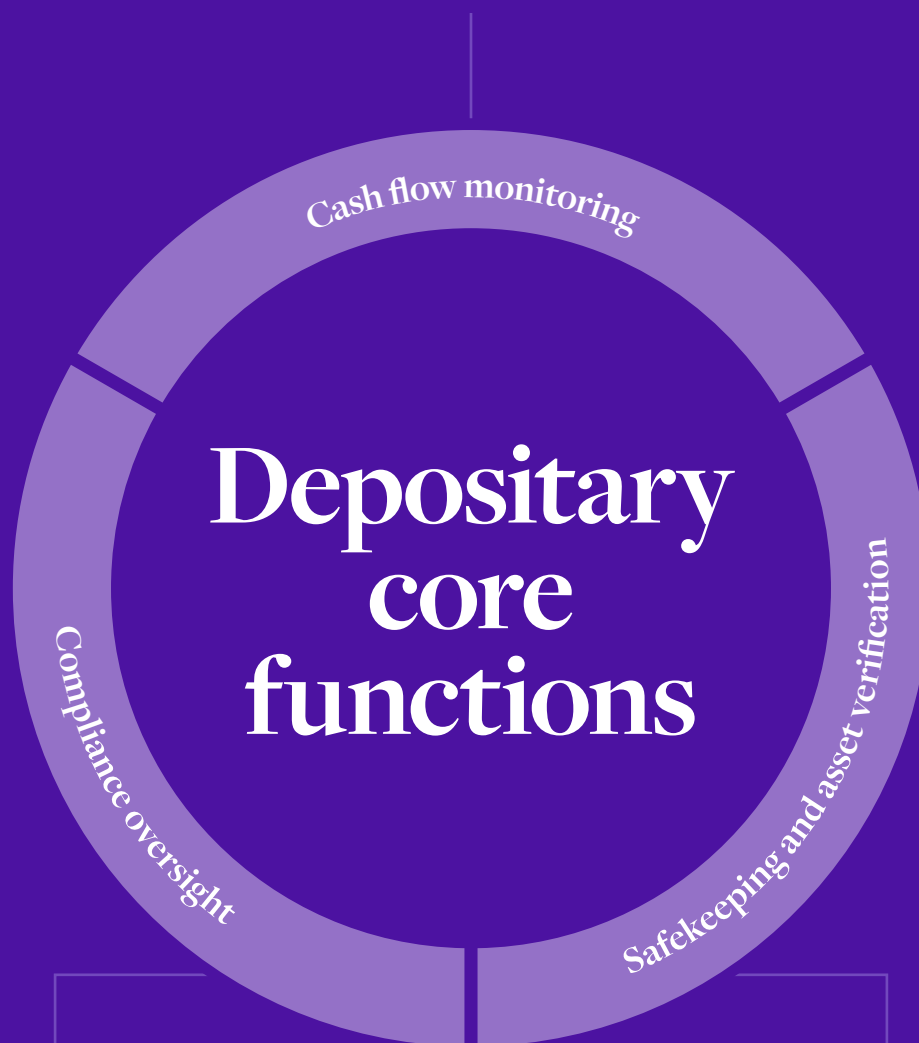 Cash flow monitoring
Depositary
core
functions
Compliance oversight
Safekeeping and asset verification